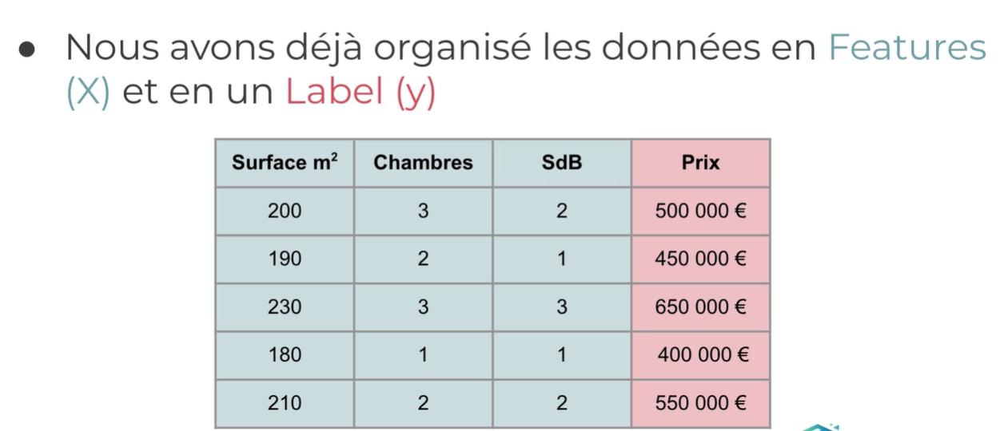 ● Nous avons déjà organisé les données en Features
(X) et en un Label (y)
Surface m² Chambres SdB Prix
200 3 2 500 000 €
190 2 1 450 000 €
230 3 3 650 000 €
180 1 1 400 000 €
210 2 2 550 000 €